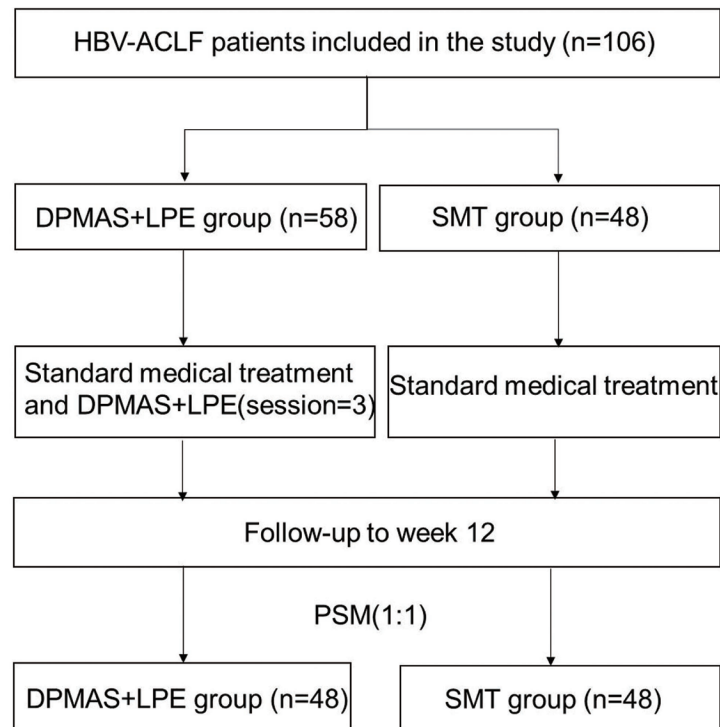 HBV-ACLF patients included in the study (n=106)
DPMAS+LPE group (n=58)
SMT group (n=48)
Standard medical treatment
and DPMAS+LPE(session=3)
Standard medical treatment
Follow-up to week 12
PSM(1:1)
DPMAS+LPE group (n=48)
SMT group (n=48)